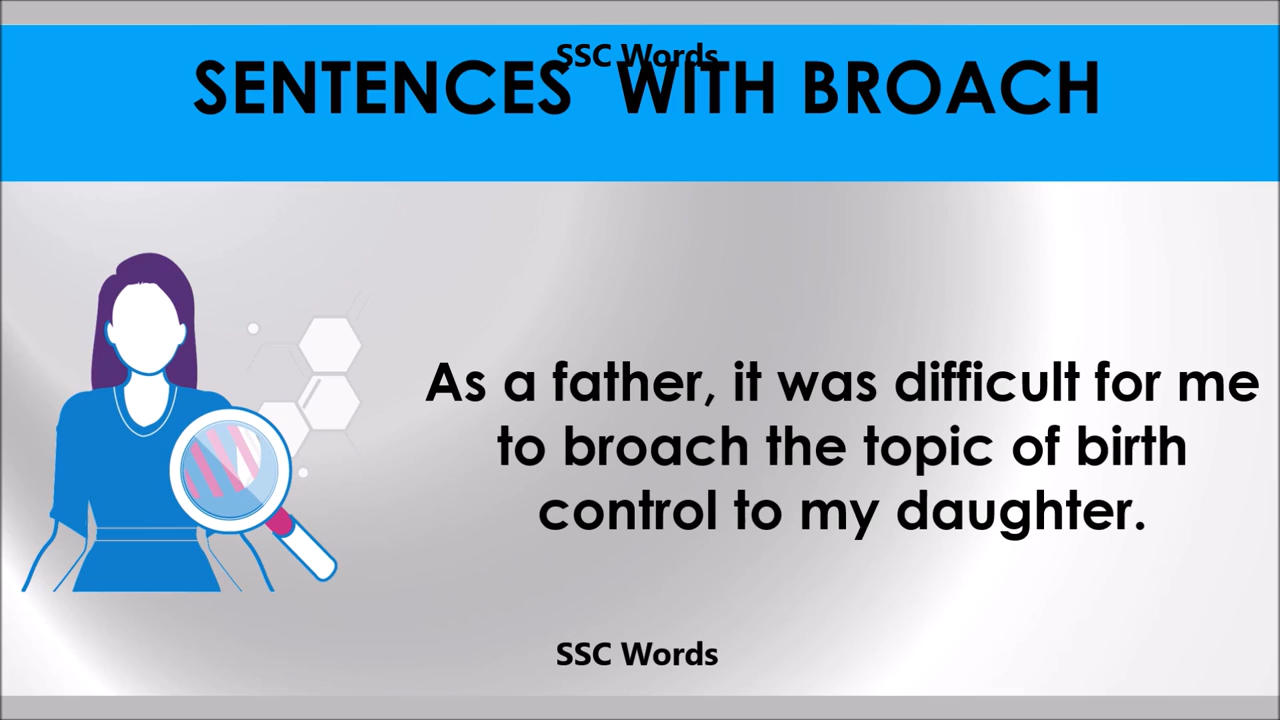 SSC Words
SENTENCES WITH BROACH
As a father, it was difficult for me
to broach the topic of birth
control to my daughter.
SSC Words